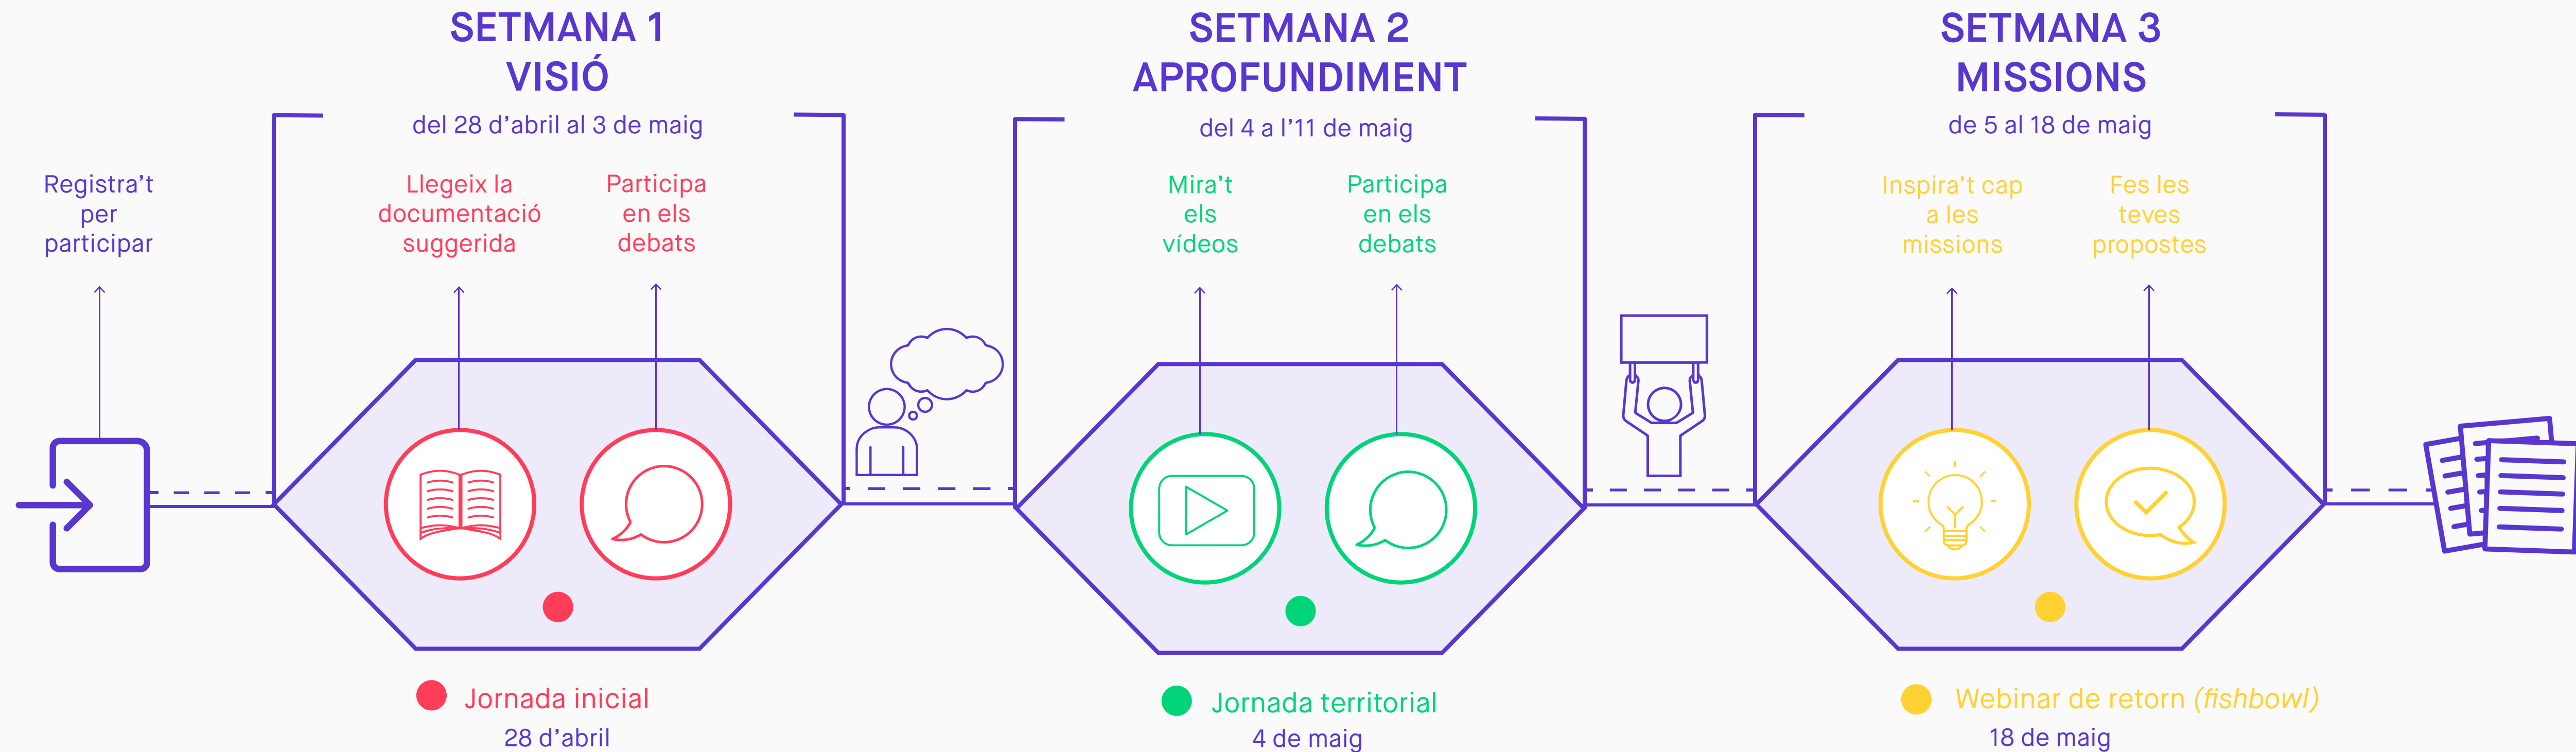 Registra't
per
participar
SETMANA 1
VISIÓ
del 28 d'abril al 3 de maig
Llegeix la
documentació
suggerida
Participa
en els
debats
Jornada inicial
28 d'abril
SETMANA 2
APROFUNDIMENT
del 4 a l'11 de maig
Mira't
els
vídeos
Participa
en els
debats
Jornada territorial
4 de maig
SETMANA 3
MISSIONS
de 5 al 18 de maig
Inspira't cap
a les
missions
Fes les
teves
propostes
Webinar de retorn (fishbowl)
18 de maig